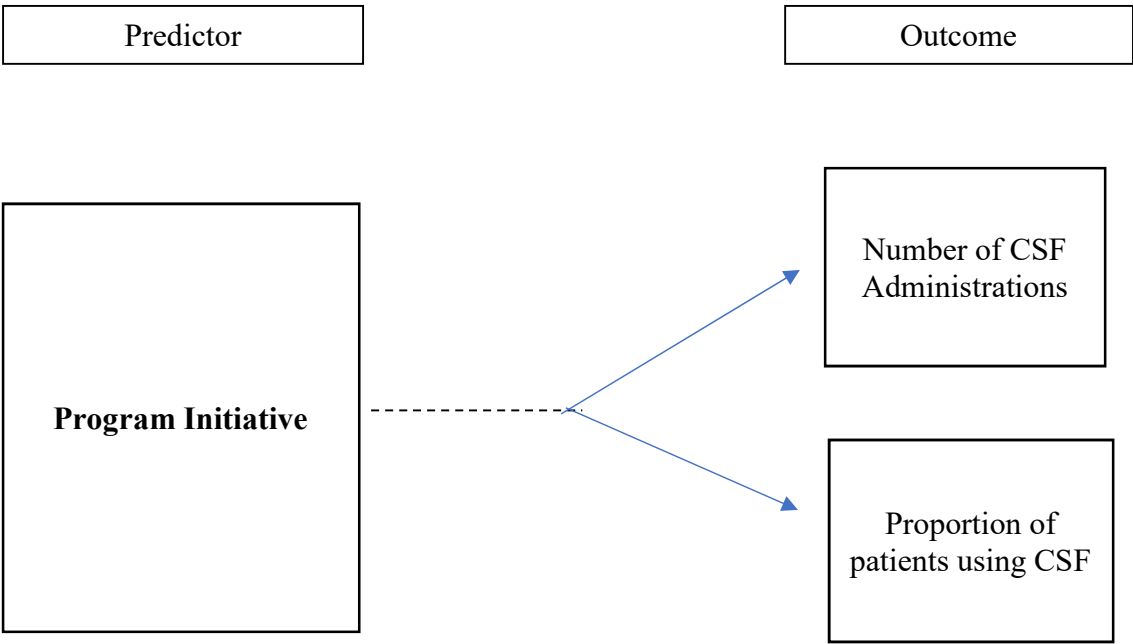 Predictor
Outcome
Number of CSF
Administrations
Program Initiative
Proportion of
patients using CSF